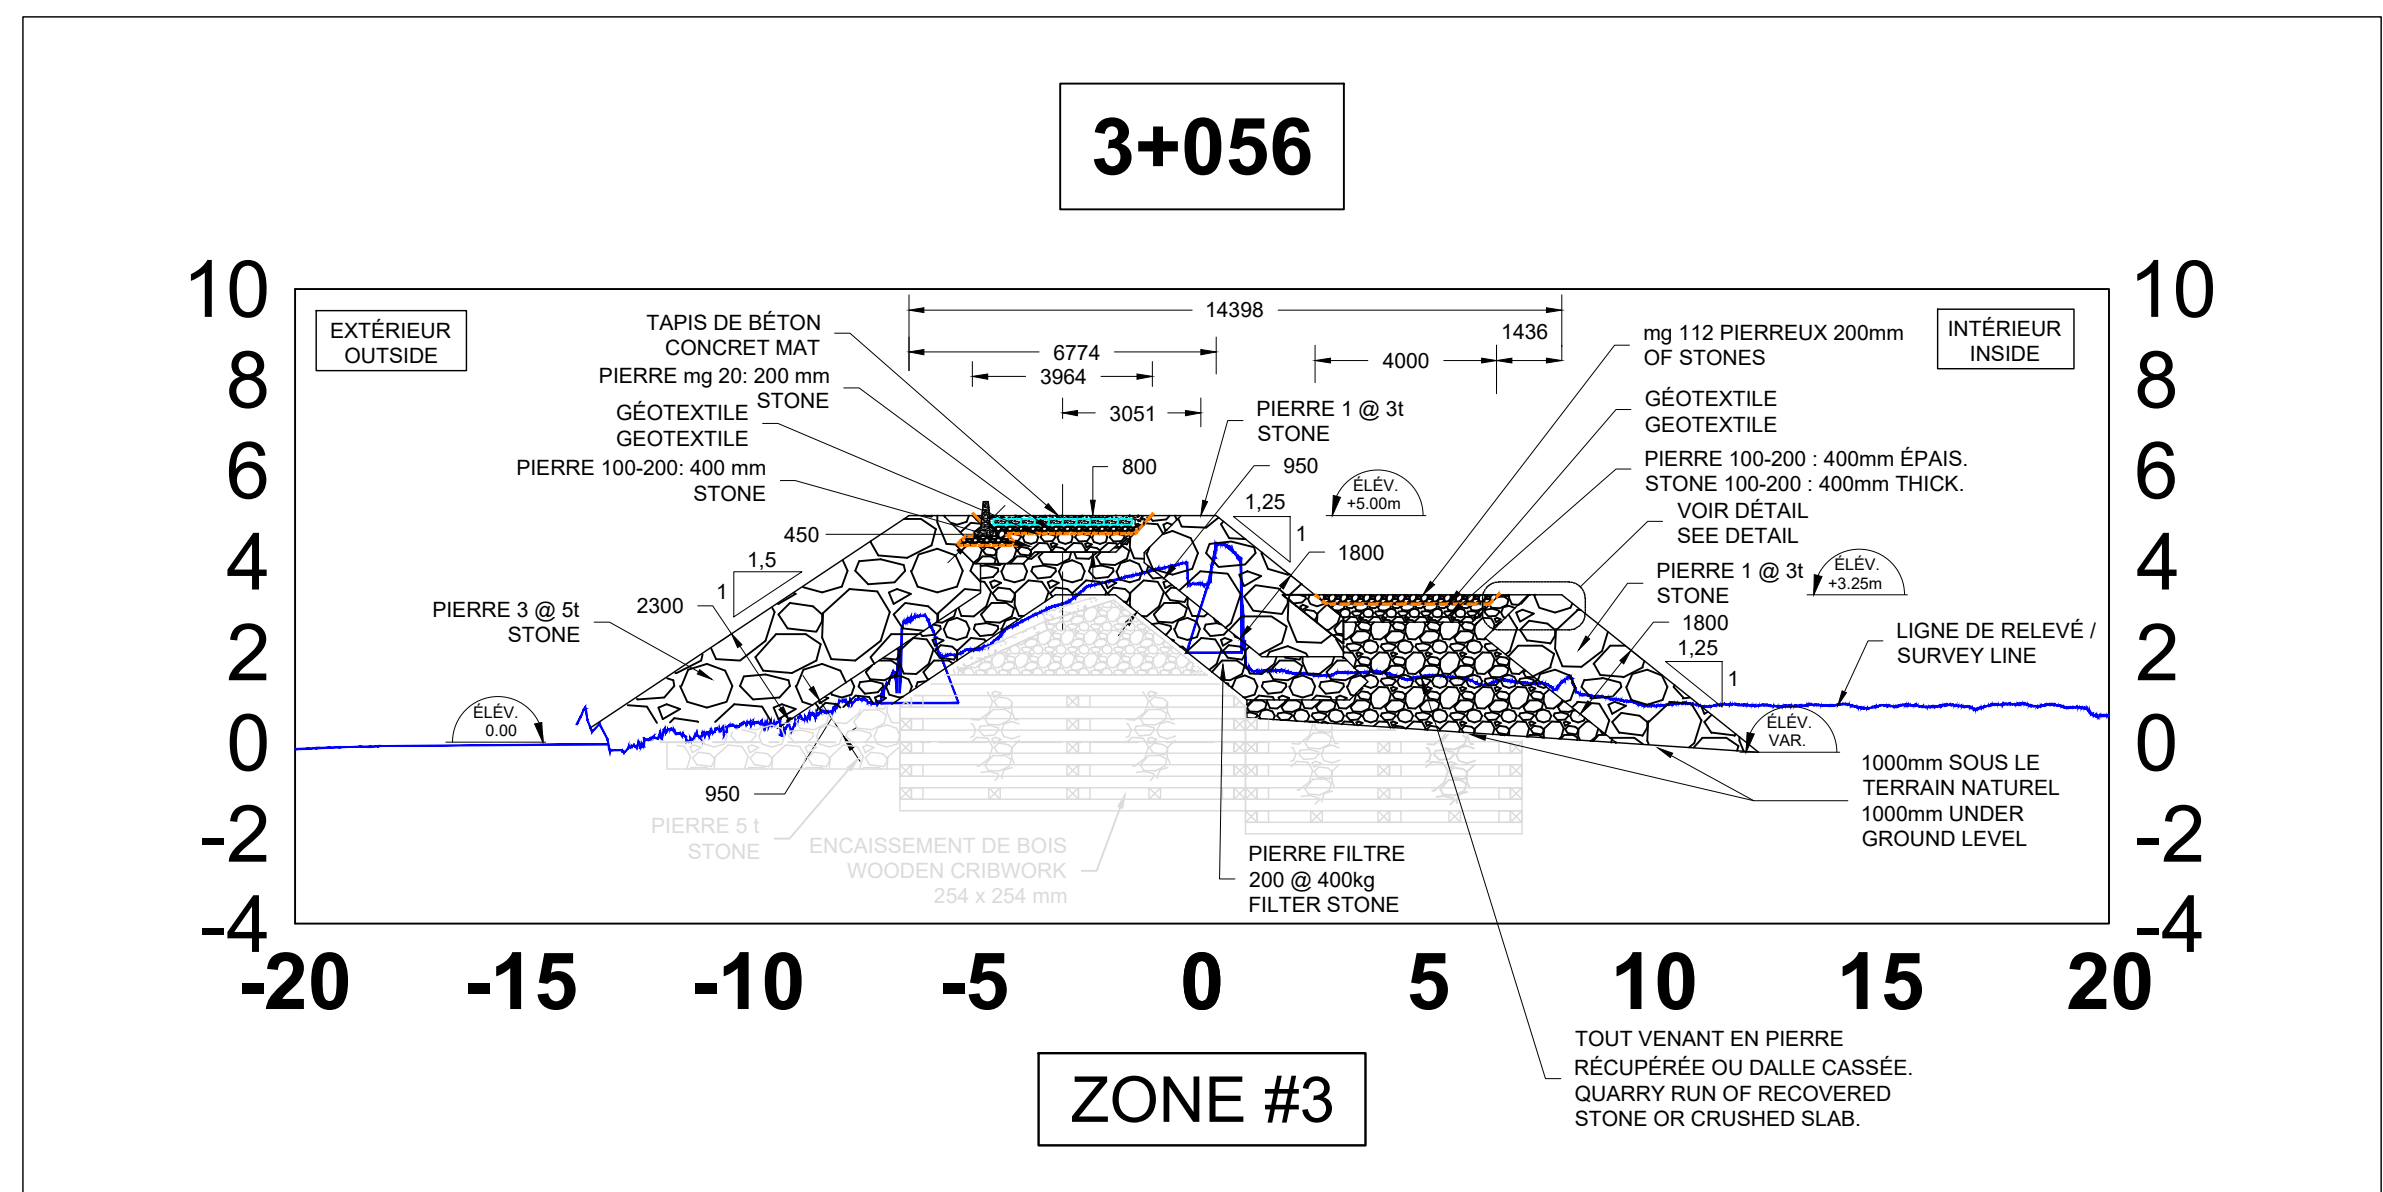 3+056
10
8
6
4
2
0
-2
-4
10
8
6
4
2
0
-2
-4
EXTÉRIEUR
OUTSIDE
INTÉRIEUR
INSIDE
14398
1436
6774
4000
3964
3051
TAPIS DE BÉTON
CONCRET MAT
PIERRE mg 20: 200 mm
STONE
GÉOTEXTILE
GEOTEXTILE
PIERRE 100-200: 400 mm
STONE
450
1,5
1
2300
PIERRE 3 @ 5t
STONE
ÉLÉV.
0.00
950
PIERRE 5 t
STONE
ENCAISSEMENT DE BOIS
WOODEN CRIBWORK
254 x 254 mm
800
PIERRE 1 @ 3t
STONE
950
1,25
1
ÉLÉV.
+5.00m
1800
mg 112 PIERREUX 200mm
OF STONES
GÉOTEXTILE
GEOTEXTILE
PIERRE 100-200 : 400mm ÉPAIS.
STONE 100-200 : 400mm THICK.
VOIR DÉTAIL
SEE DETAIL
PIERRE 1 @ 3t
STONE
ÉLÉV.
+3.25m
1800
1,25
1
LIGNE DE RELEVÉ /
SURVEY LINE
ÉLÉV.
VAR.
1000mm SOUS LE
TERRAIN NATUREL
1000mm UNDER
GROUND LEVEL
PIERRE FILTRE
200 @ 400kg
FILTER STONE
-20 -15 -10 -5 0 5 10 15 20
TOUT VENANT EN PIERRE
RÉCUPÉRÉE OU DALLE CASSÉE.
QUARRY RUN OF RECOVERED
STONE OR CRUSHED SLAB.
ZONE #3